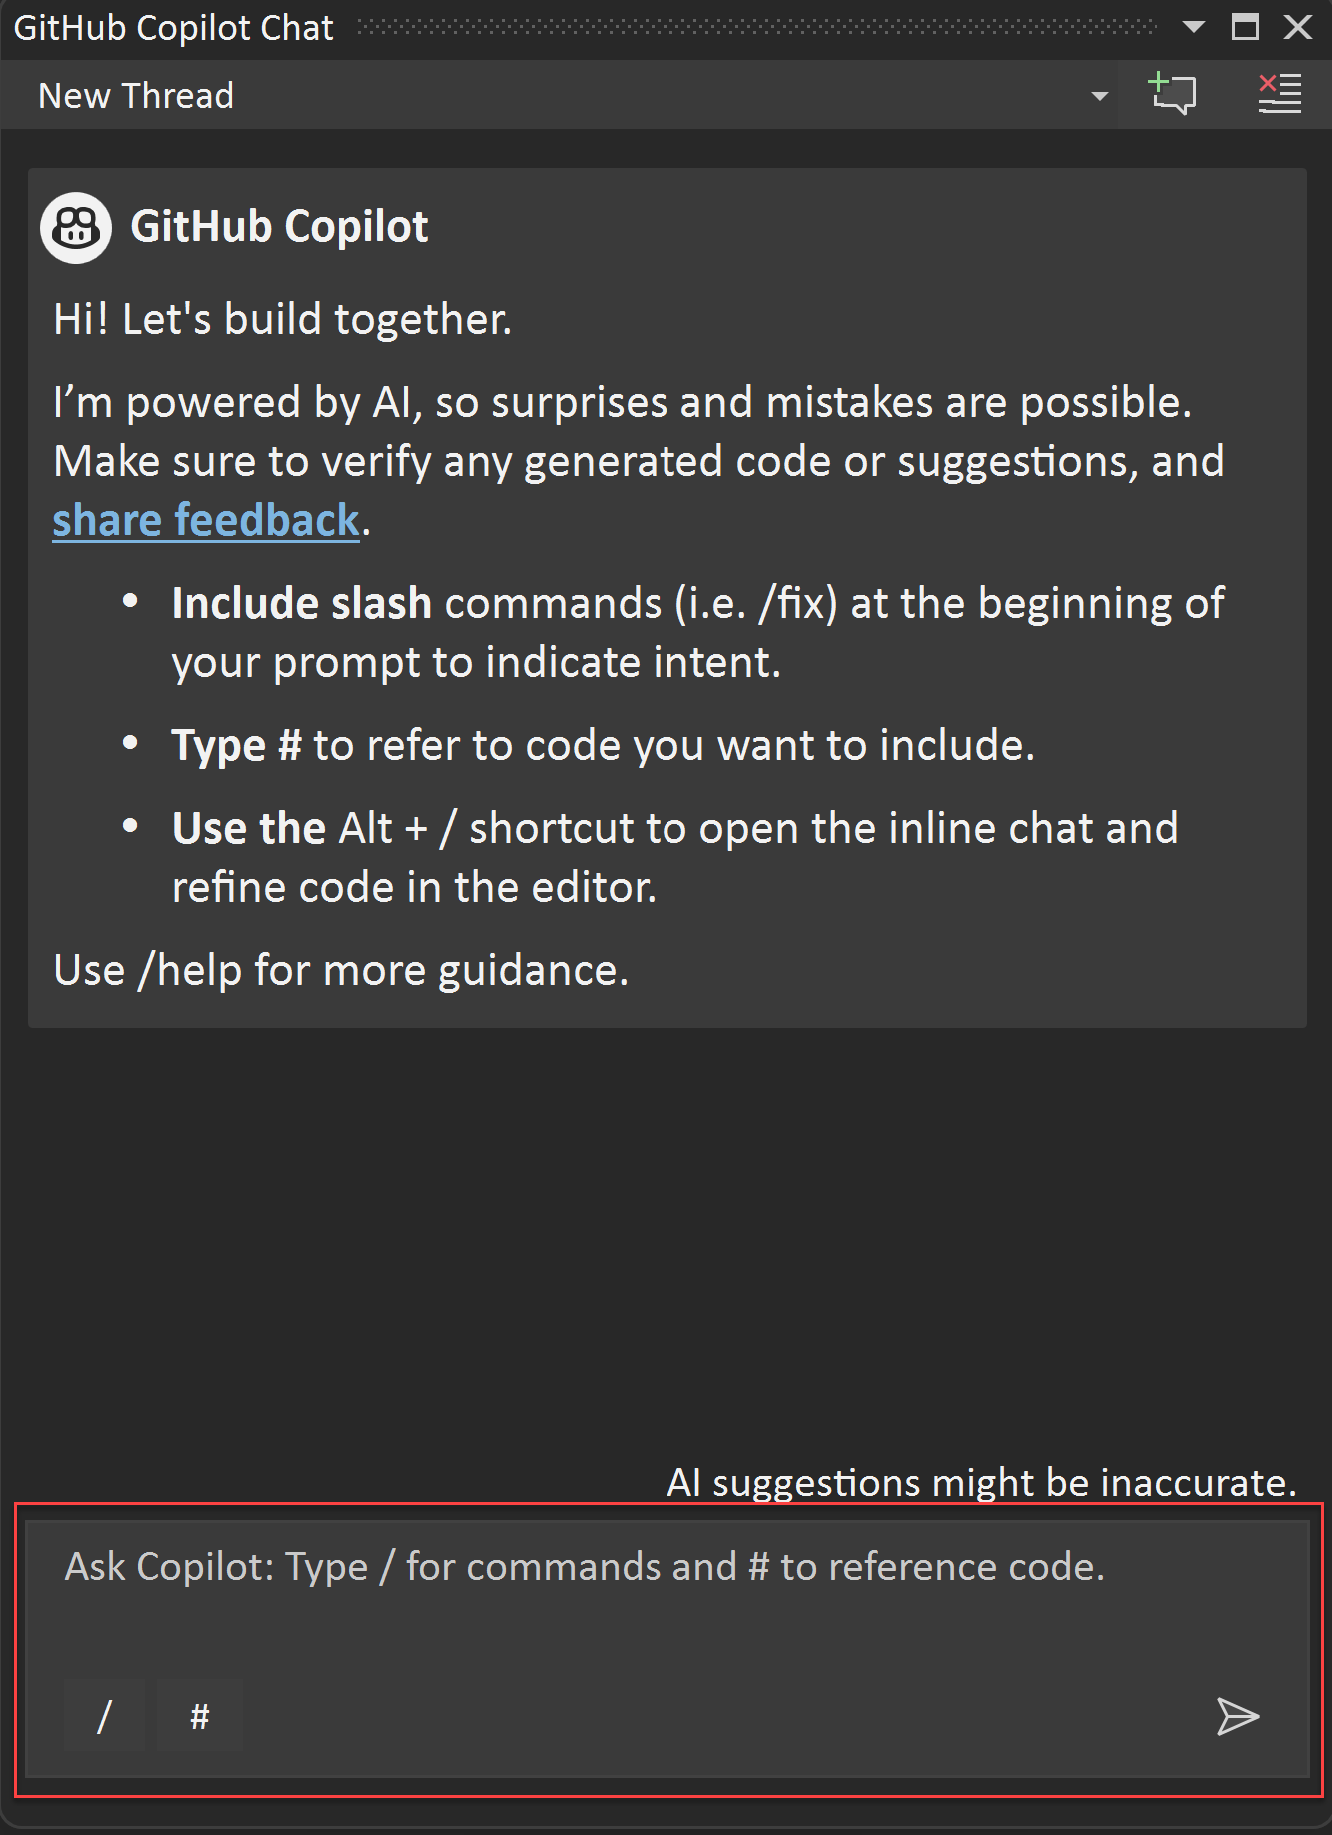 GitHub Copilot Chat
New Thread
GitHub Copilot
Hi! Let's build together.
I’m powered by AI, so surprises and mistakes are possible.
Make sure to verify any generated code or suggestions, and
share feedback.
• Include slash commands (i.e. /fix) at the beginning of
your prompt to indicate intent.
• Type # to refer to code you want to include.
• Use the Alt + / shortcut to open the inline chat and
refine code in the editor.
Use /help for more guidance.
AI suggestions might be inaccurate.
Ask Copilot: Type / for commands and # to reference code.
/ #